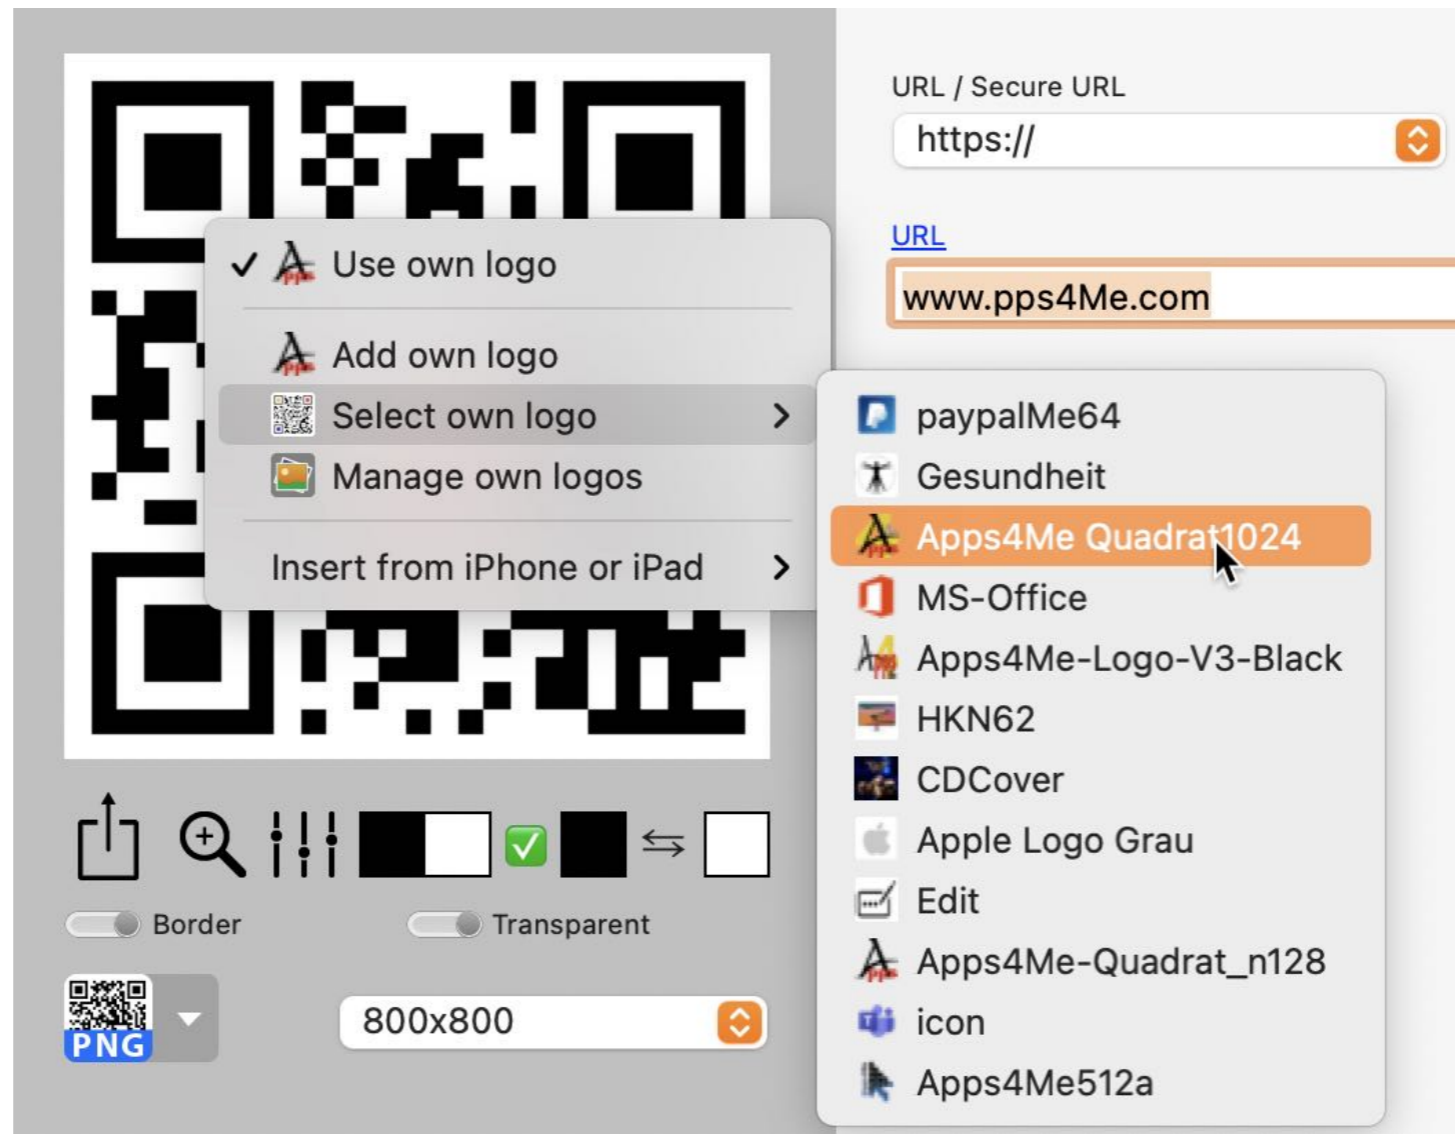 URL / Secure URL
https://
URL
www.pps4Me.com
Use own logo
Add own logo
Select own logo
Manage own logos
Insert from iPhone or iPad
paypalMe64
Gesundheit
Apps4Me Quadrat1024
MS-Office
Apps4Me-Logo-V3-Black
HKN62
CDCover
Apple Logo Grau
Edit
Apps4Me-Quadrat_n128
icon
Apps4Me512a
Border
Transparent
PNG
800x800